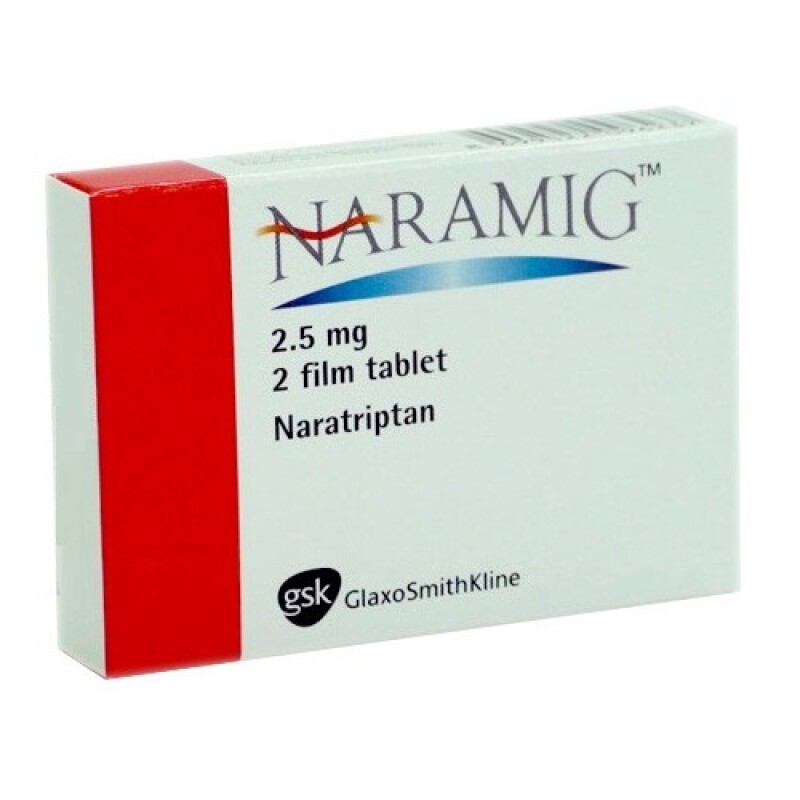 NARAMIG™
2.5 mg
2 film tablet
Naratriptan
gsk GlaxoSmithKline